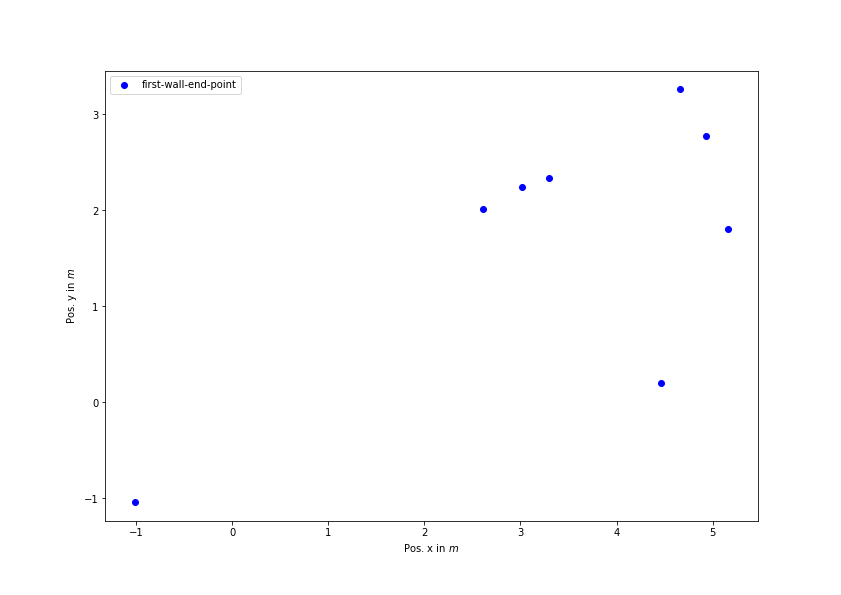 first-wall-end-point
3
2
1
0
−1
Pos. y in m
−1 0 1 2 3 4 5
Pos. x in m